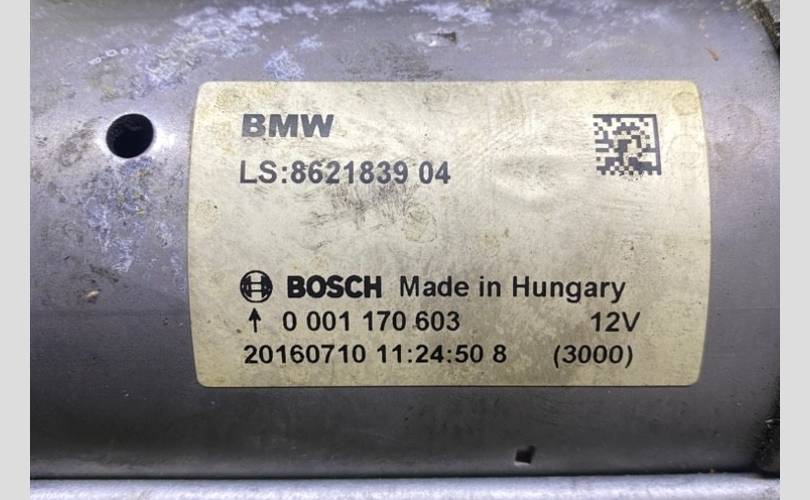 BMW
LS:8621839 04
BOSCH Made in Hungary
↑ 0 001 170 603 12V
20160710 11:24:50 8 (3000)